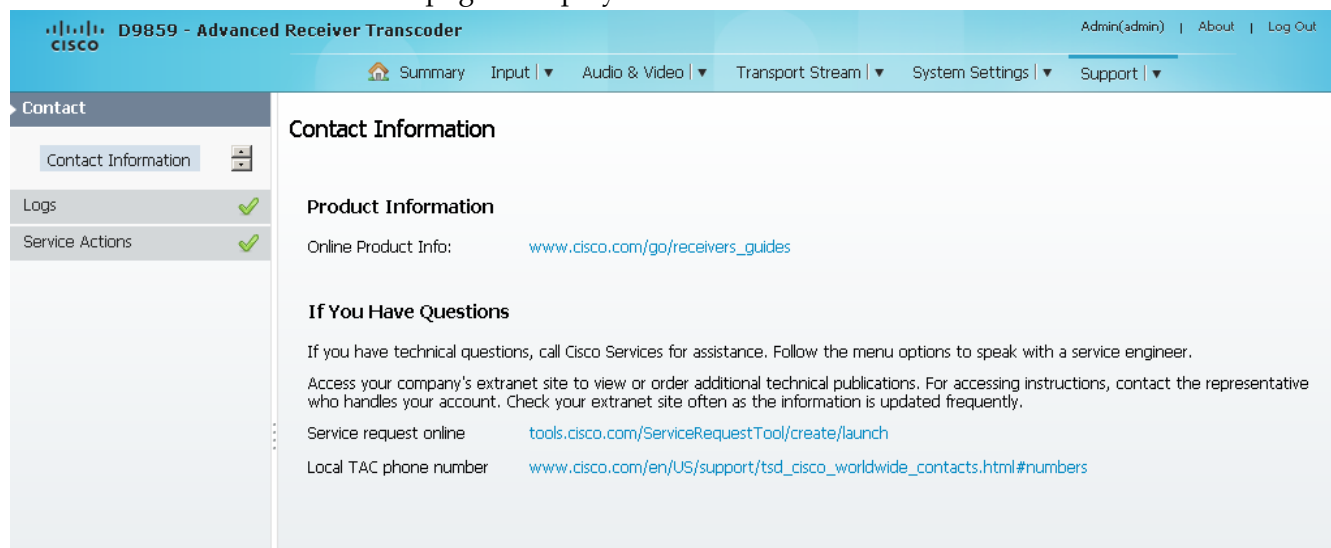 CISCO D9859 - Advanced Receiver Transcoder
Admin(admin) | About | Log Out
Summary Input | ▼ Audio & Video | ▼ Transport Stream | ▼ System Settings | ▼ Support | ▼
Contact
Contact Information
Logs
Service Actions
Contact Information
Product Information
Online Product Info: www.cisco.com/go/receivers_guides
If You Have Questions
If you have technical questions, call Cisco Services for assistance. Follow the menu options to speak with a service engineer.
Access your company's extranet site to view or order additional technical publications. For accessing instructions, contact the representative
who handles your account. Check your extranet site often as the information is updated frequently.
Service request online tools.cisco.com/ServiceRequestTool/create/launch
Local TAC phone number www.cisco.com/en/US/support/tsd_cisco_worldwide_contacts.html#numbers